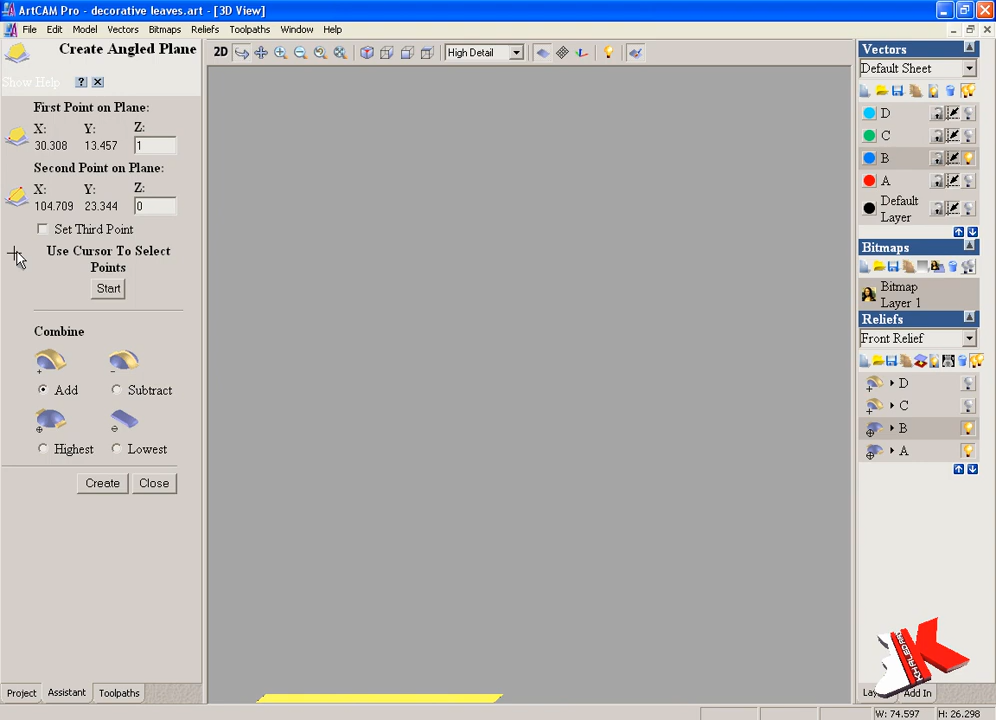 ArtCAM Pro - decorative leaves.art - [3D View]
File Edit Model Vectors Bitmaps Reliefs Toolpaths Window Help
Create Angled Plane
Show Help ? ×
First Point on Plane:
X: Y: Z:
30.308 13.457 1
Second Point on Plane:
X: Y: Z:
104.709 23.344 0
Set Third Point
Use Cursor To Select
Points
Start
Combine
Add Subtract
Highest Lowest
Create Close
Project Assistant Toolpaths
2D High Detail
Vectors
Default Sheet
D
C
B
A
Default
Layer
Bitmaps
Bitmap
Layer 1
Reliefs
Front Relief
D
C
B
A
KHALEDARL
Add In
W: 74.597 H: 26.298